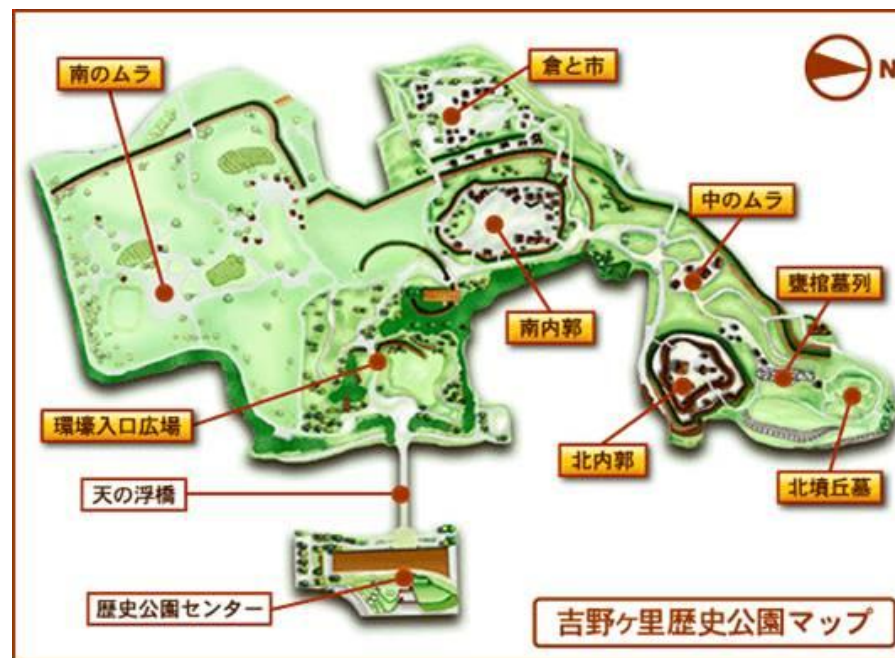 倉と市
N
南のムラ
中のムラ
甕棺墓列
南内郭
環壕入口広場
北内郭
北墳丘墓
天の浮橋
歴史公園センター
吉野ヶ里歴史公園マップ